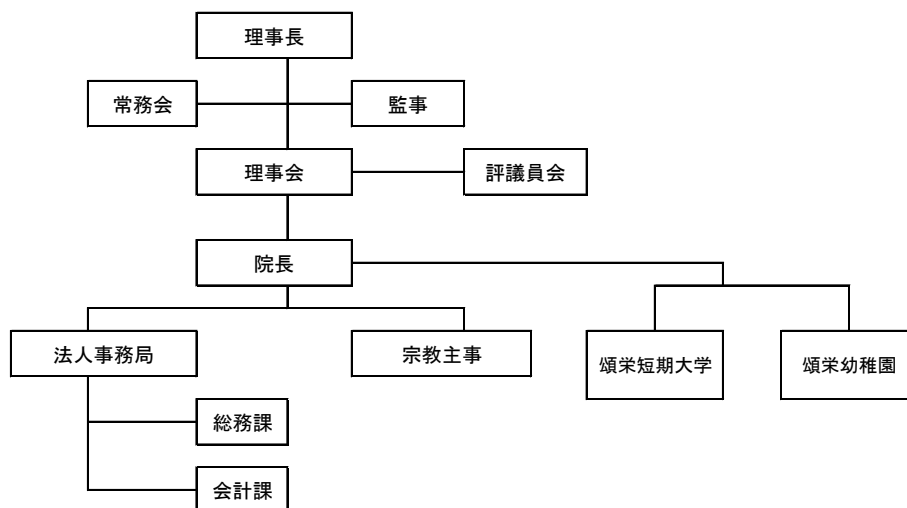 理事長
常務会
監事
理事会
評議員会
院長
法人事務局
宗教主事
頌栄短期大学
頌栄幼稚園
総務課
会計課